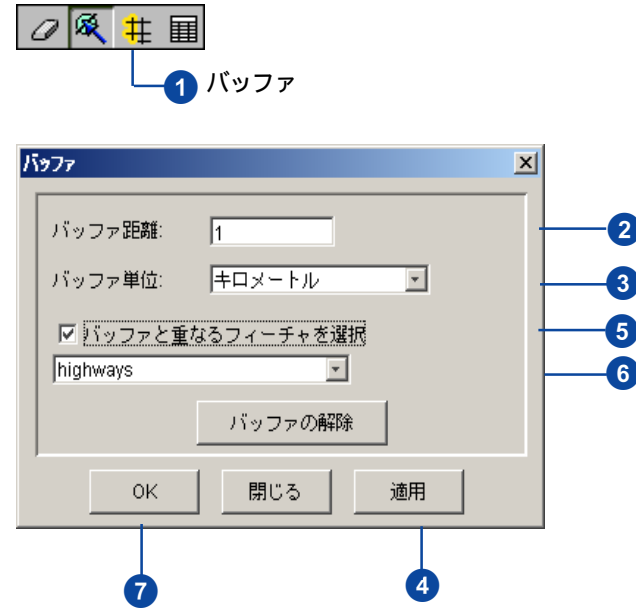 1 バッファ
バッファ
バッファ距離: 1
2
バッファ単位: キロメートル
3
バッファと重なるフィーチャを選択
5
highways
6
バッファの解除
OK 閉じる 適用
7 4